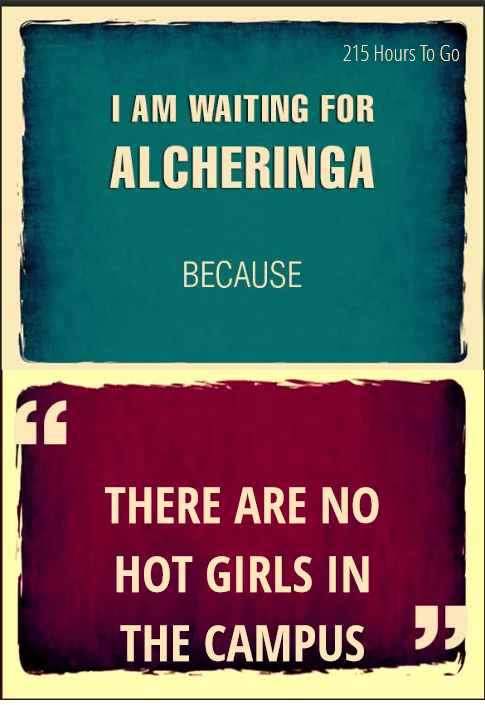 215 Hours To Go
I AM WAITING FOR
ALCHERINGA
BECAUSE
“
THERE ARE NO
HOT GIRLS IN
THE CAMPUS
”